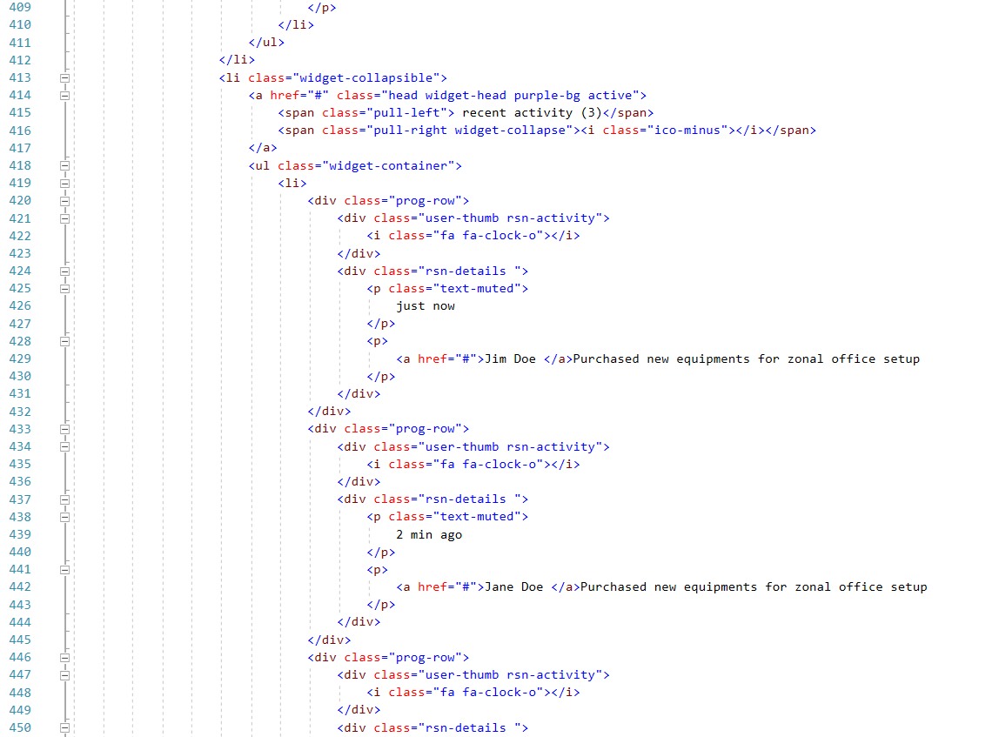 409 </p>
410 </li>
411 </ul>
412 </li>
413 <li class="widget-collapsible">
414 <a href="#" class="head widget-head purple-bg active">
415 <span class="pull-left"> recent activity (3)</span>
416 <span class="pull-right widget-collapse"><i class="ico-minus"></i></span>
417 </a>
418 <ul class="widget-container">
419 <li>
420 <div class="prog-row">
421 <div class="user-thumb rsn-activity">
422 <i class="fa fa-clock-o"></i>
423 </div>
424 <div class="rsn-details ">
425 <p class="text-muted">
426 just now
427 </p>
428 <p>
429 <a href="#">Jim Doe </a>Purchased new equipments for zonal office setup
430 </p>
431 </div>
432 </div>
433 <div class="prog-row">
434 <div class="user-thumb rsn-activity">
435 <i class="fa fa-clock-o"></i>
436 </div>
437 <div class="rsn-details ">
438 <p class="text-muted">
439 2 min ago
440 </p>
441 <p>
442 <a href="#">Jane Doe </a>Purchased new equipments for zonal office setup
443 </p>
444 </div>
445 </div>
446 <div class="prog-row">
447 <div class="user-thumb rsn-activity">
448 <i class="fa fa-clock-o"></i>
449 </div>
450 <div class="rsn-details ">